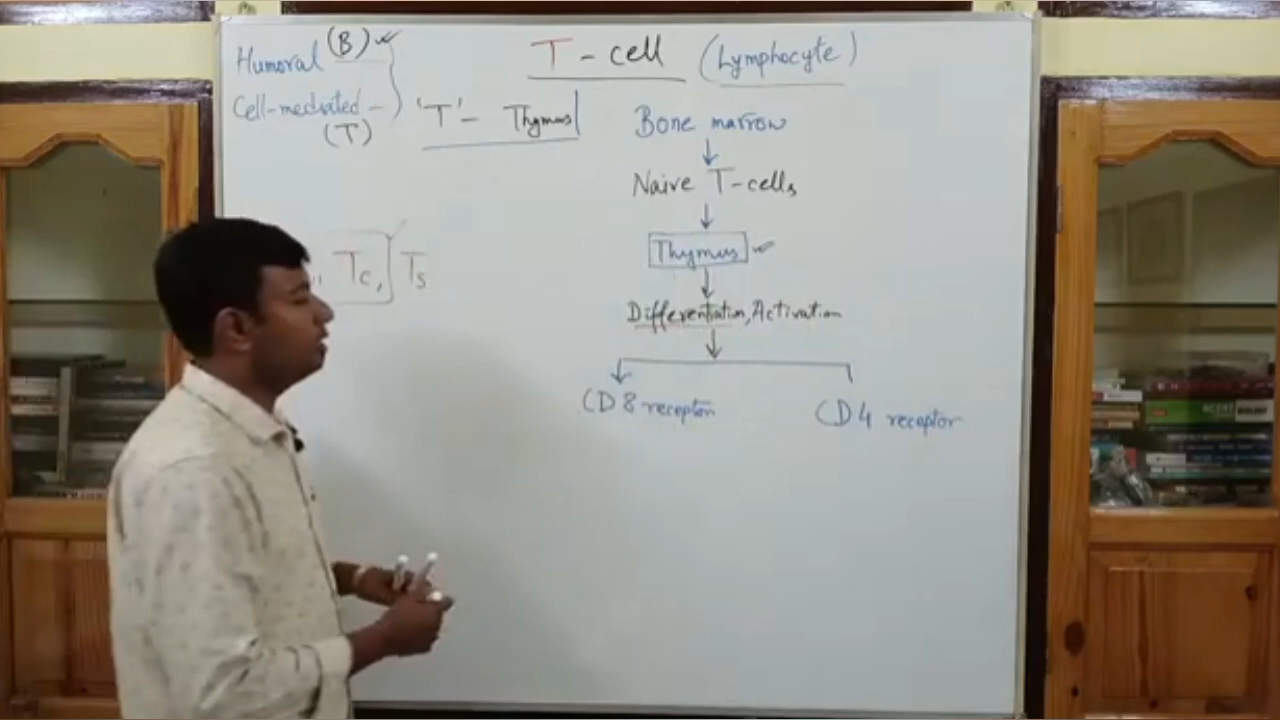 Humoral (B) ✓
Cell-mediated -
(T)
'T' - Thymus
T - cell (Lymphocyte)
Bone marrow
Naive T-cells
Thymus ✓
Differentiation, Activation
CD 8 receptor
CD 4 receptor
Tc, Ts
BIOLOGY